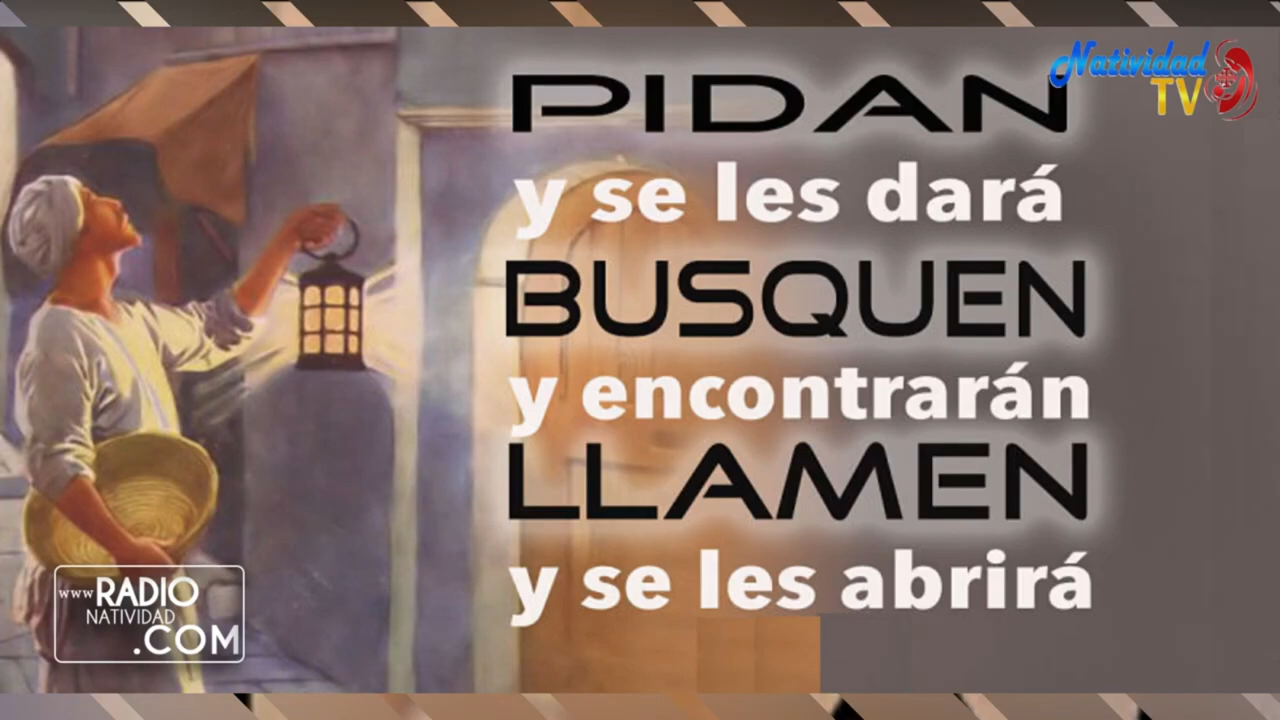 Natividad
TV
PIDAN
y se les dará
BUSQUEN
y encontrarán
LLAMEN
y se les abrirá
www RADIO
NATIVIDAD
.COM